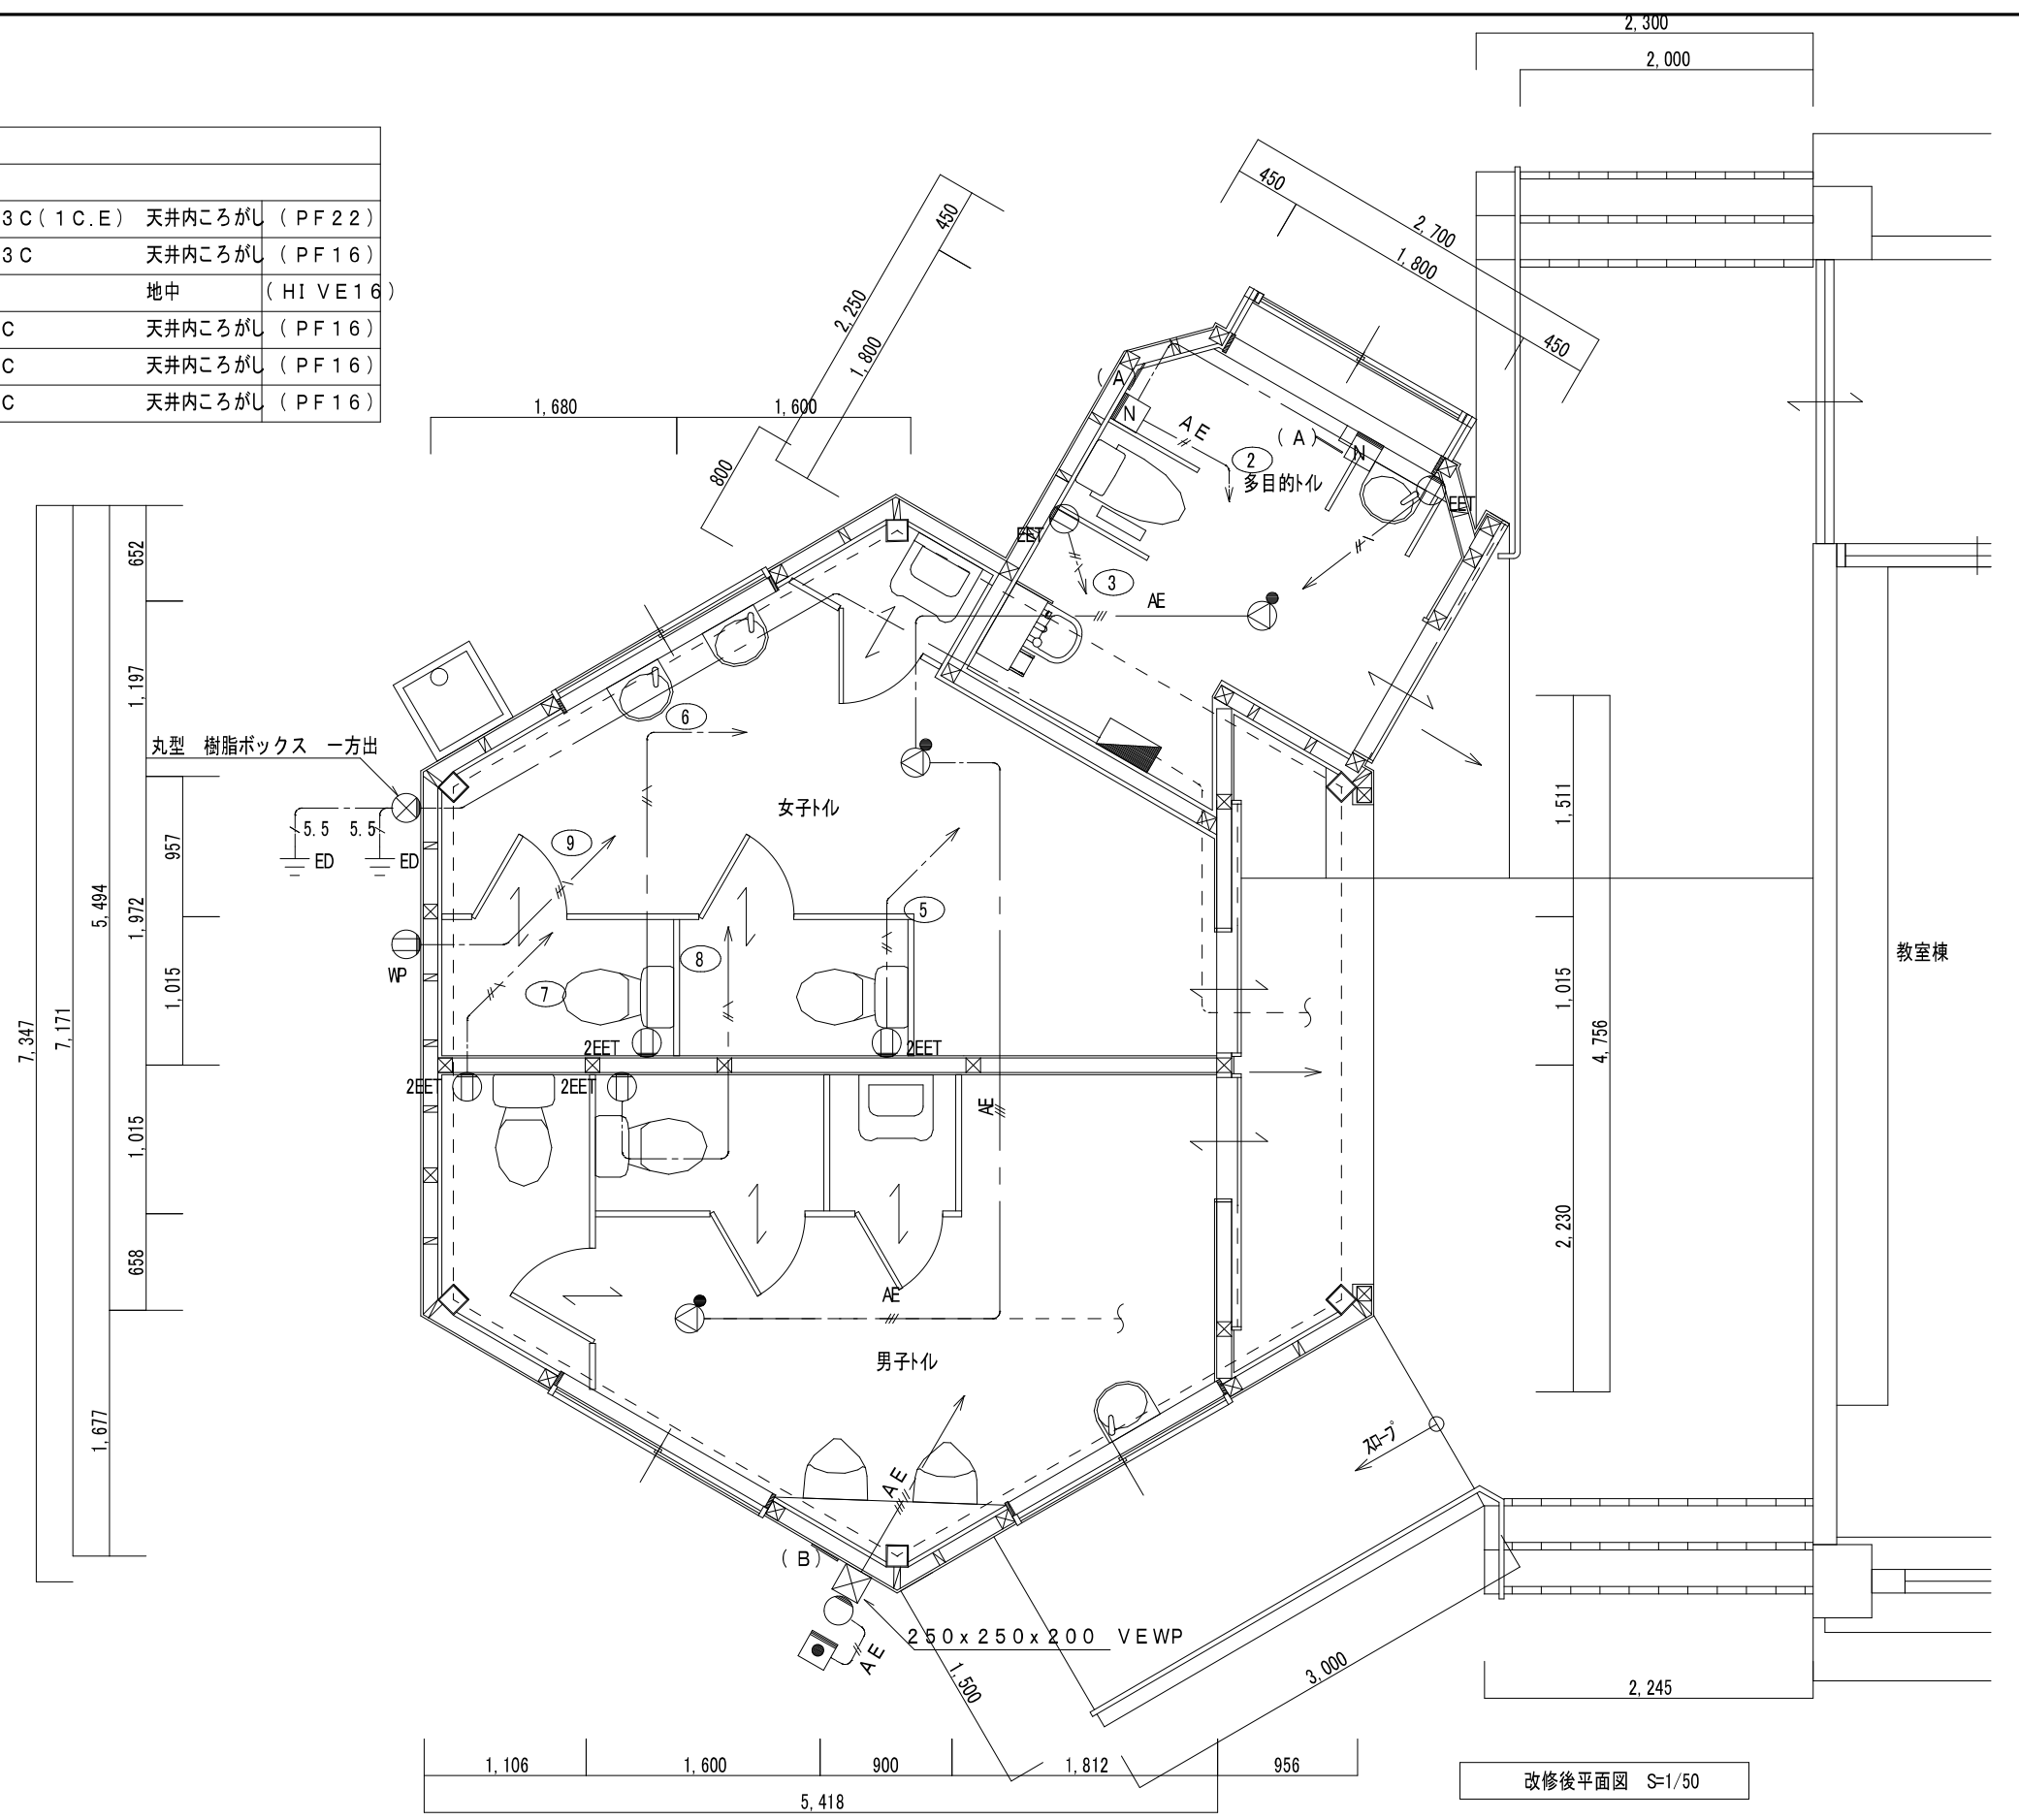 2,300
2,000
3C(1C.E) 天井内ころがし (PF22)
3C 天井内ころがし (PF16)
地中 (HIVE16)
C 天井内ころがし (PF16)
C 天井内ころがし (PF16)
C 天井内ころがし (PF16)
450
2,700
1,800
450
450
2,250
1,800
800
1,680
1,600
(A)
N
AE
(A)
N
2
多目的トイレ
EET
EET
3
AE
652
1,197
957
1,972
1,015
5,494
7,171
7,347
1,015
658
1,677
丸型 樹脂ボックス 一方出
5.5
5.5
ED
ED
WP
6
女子トイレ
9
5
8
7
2EET
2EET
2EET
2EET
AE
AE
男子トイレ
1,511
1,015
4,756
2,230
教室棟
スロープ
AE
(B)
AE
250x250x200 VEWP
1,500
3,000
2,245
1,106
1,600
900
1,812
956
5,418
改修後平面図 S=1/50